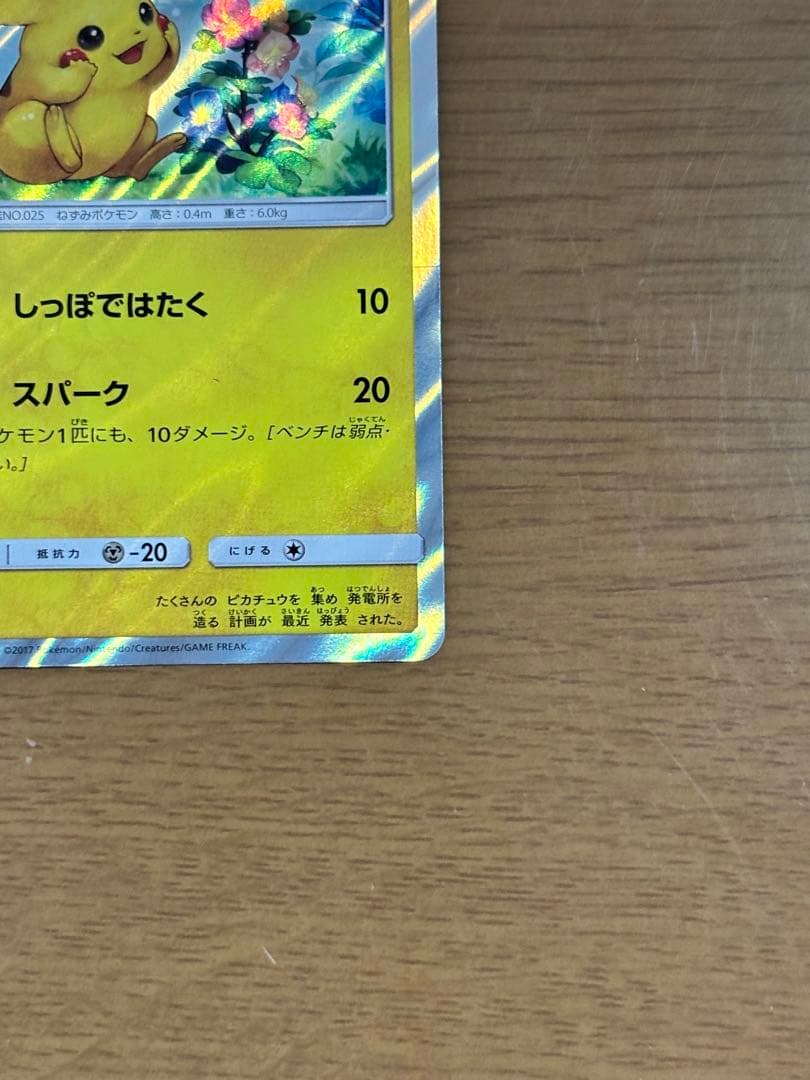 NO.025 ねずみポケモン 高さ:0.4m 重さ:6.0kg
しっぽではたく 10
スパーク 20
ケモン1匹にも、10ダメージ。[ベンチは弱点・
い。]
抵抗力 -20 にげる
たくさんの ピカチュウを 集め 発電所を
造る 計画が 最近 発表 された。
©2017 Pokémon/Nintendo/Creatures/GAME FREAK.